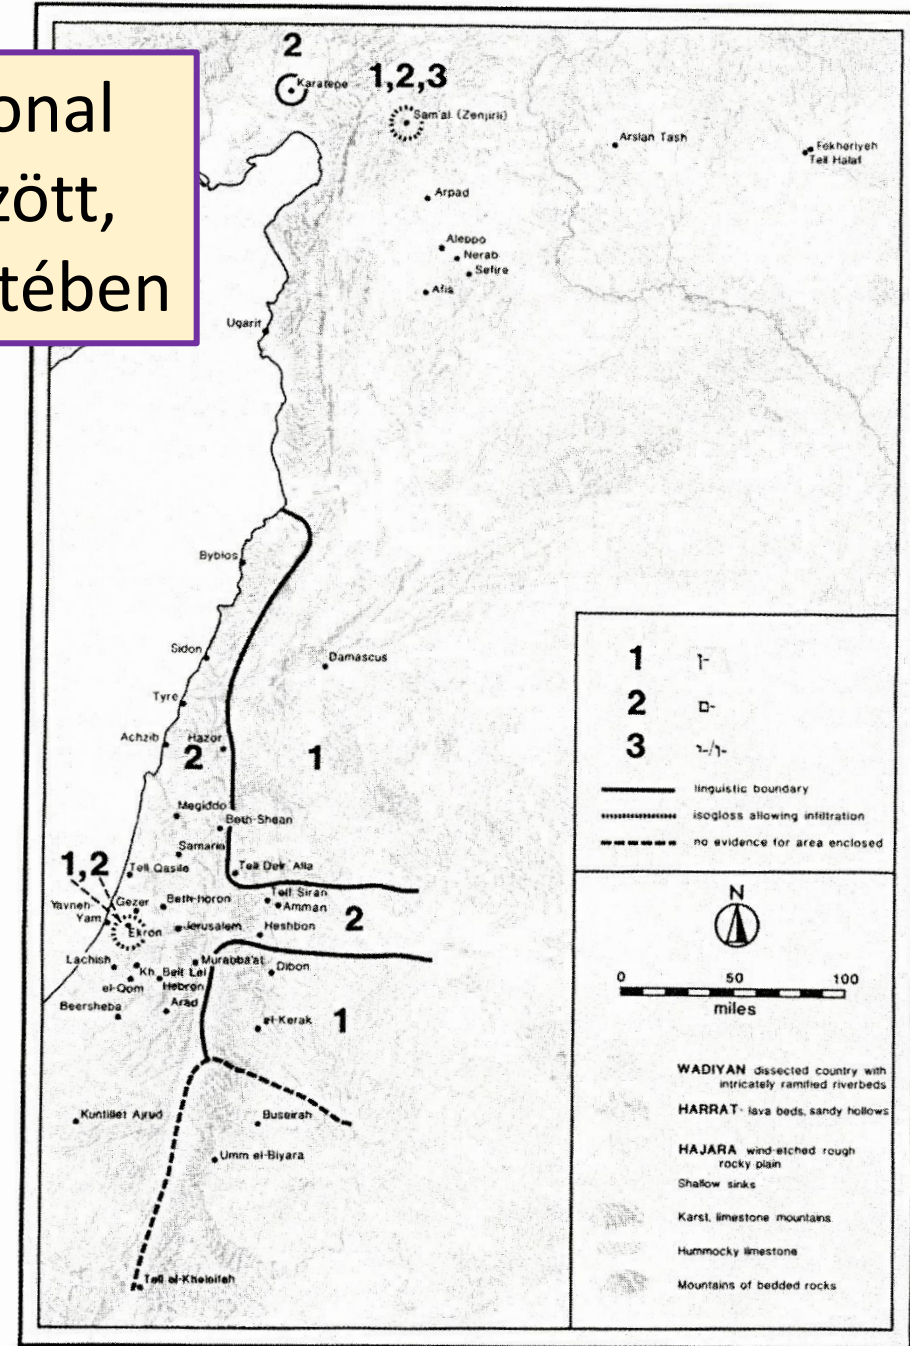 onal
zött,
tében
2
Karatepe
1,2,3
Sam'al (Zenjirli)
Arslan Tash
Fekheriyeh
Tell Halaf
Arpad
Aleppo
Nerab
Sefire
Afis
Ugarit
Byblos
Sidon
Damascus
Tyre
Achzib
Hazor
2
1
Megiddo
Beth-Shean
Samaria
1,2
Tell Qasile
Tell Deir Alla
Yavneh-
Yam
Gezer
Beth-horon
Tell Siran
Amman
2
Ekron
Jerusalem
Heshbon
Lachish
Murabba'at
Dibon
Kh. Beit Lei
el-Qom
Hebron
Beersheba
Arad
el-Kerak
1
Kuntillet Ajrud
Buseirah
Umm el-Biyara
Tell el-Kheleifeh
1 -ן
2 -ם
3 -ו/-י
linguistic boundary
isogloss allowing infiltration
no evidence for area enclosed
N
0 50 100
miles
WADIYAN dissected country with
intricately ramified riverbeds
HARRAT- lava beds, sandy hollows
HAJARA wind-etched rough
rocky plain
Shallow sinks
Karst, limestone mountains
Hummocky limestone
Mountains of bedded rocks